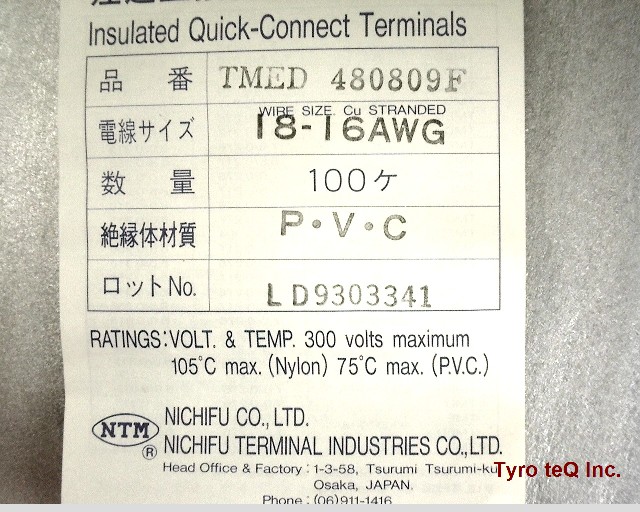 Insulated Quick-Connect Terminals
品 番 TMED 480809F
電線サイズ WIRE SIZE Cu STRANDED
18-16AWG
数 量 100ケ
絶縁体材質 P・V・C
ロットNo. LD9303341
RATINGS:VOLT. & TEMP. 300 volts maximum
105°C max. (Nylon) 75°C max. (P.V.C.)
NTM ® NICHIFU CO., LTD.
NICHIFU TERMINAL INDUSTRIES CO., LTD.
Head Office & Factory : 1-3-58, Tsurumi Tsurumi-ku
Osaka, JAPAN.
Phone : (06)911-1416
Tyro teQ Inc.